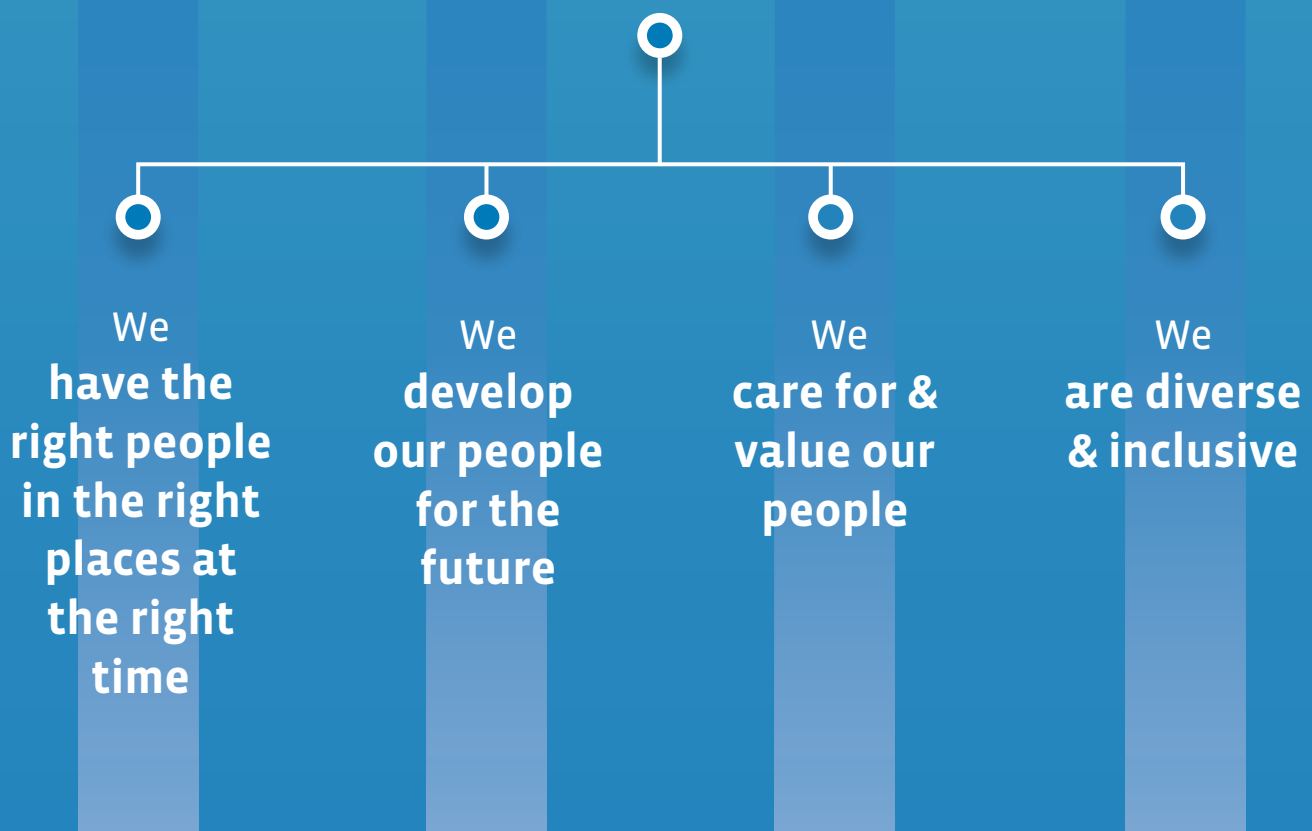 We
have the
right people
in the right
places at
the right
time
We
develop
our people
for the
future
We
care for &
value our
people
We
are diverse
& inclusive